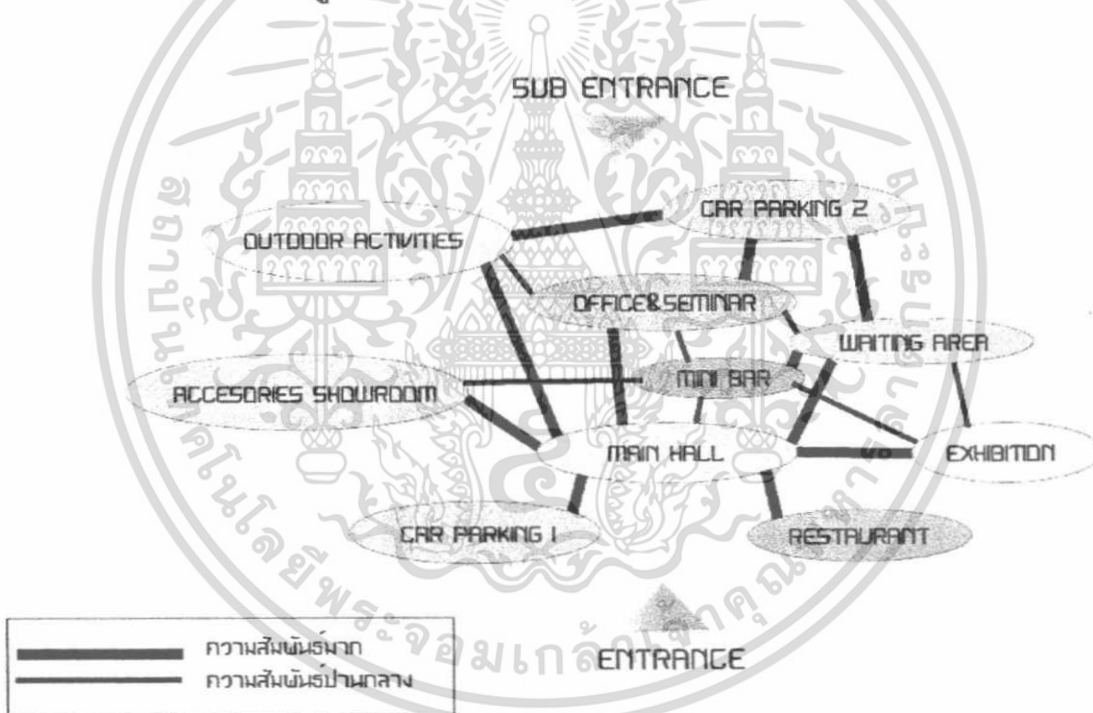 SUB ENTRANCE
CAR PARKING 2
OUTDOOR ACTIVITIES
OFFICE&SEMINAR
WAITING AREA
MINI BAR
ACCESORIES SHOWROOM
MAIN HALL
EXHIBITION
CAR PARKING 1
RESTAURANT
ENTRANCE
ความสัมพันธ์มาก
ความสัมพันธ์ปานกลาง